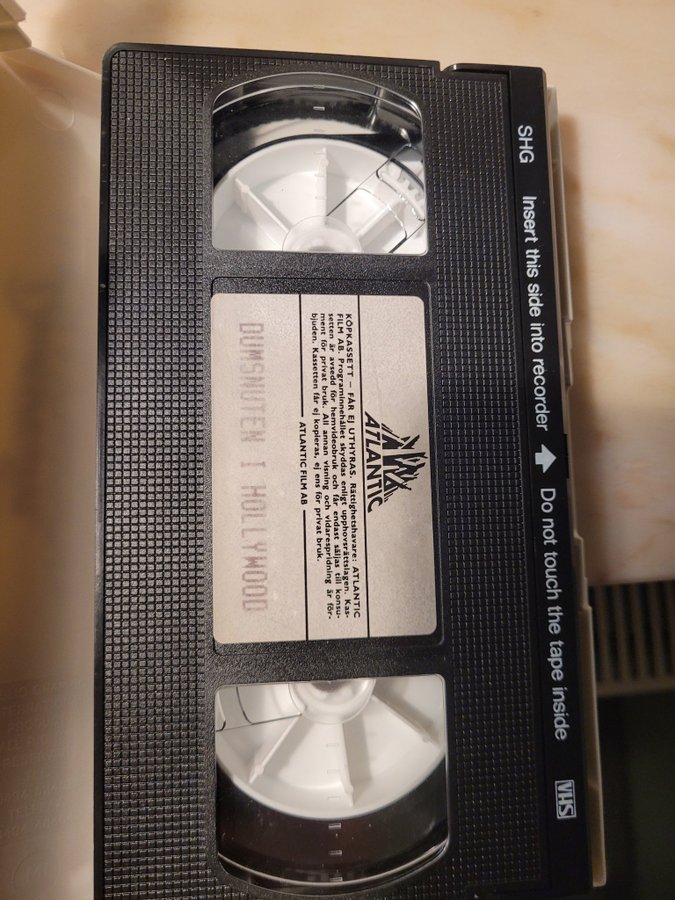 SHG Insert this side into recorder ⬆ Do not touch the tape inside VHS
ATLANTIC
KÖPKASSETT – FÅR EJ UTHYRAS. Rättighetshavare: ATLANTIC
FILM AB. Programinnehållet skyddas enligt upphovsrättslagen. Kas-
setten är avsedd för hemvideobruk och får endast säljas till konsu-
ment för privat bruk. All annan visning och vidarespridning är för-
bjuden. Kassetten får ej kopieras, ej ens för privat bruk.
ATLANTIC FILM AB
DUMSNUTEN I HOLLYWOOD